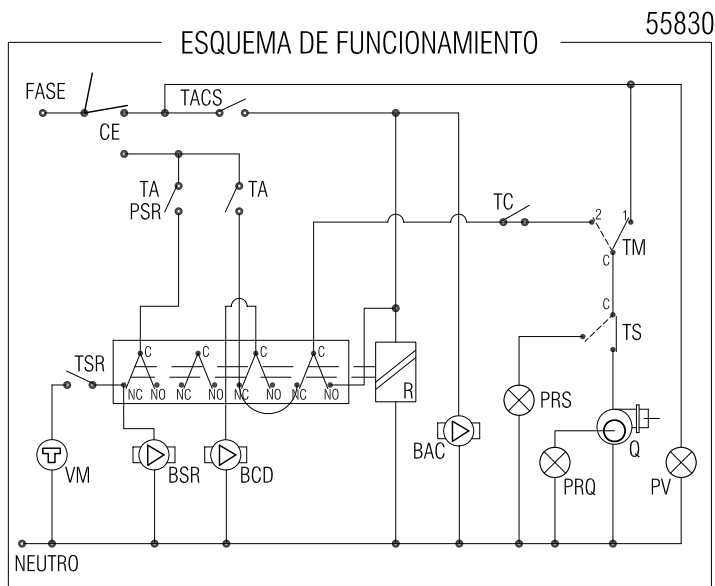 55830
ESQUEMA DE FUNCIONAMIENTO
FASE
TACS
CE
TA
PSR
TA
TC
2
1
C
TM
C
TS
C
C
C
C
TSR
NC
NO
NC
NO
NC
NO
NC
NO
R
PRS
VM
BSR
BCD
BAC
PRQ
Q
PV
NEUTRO